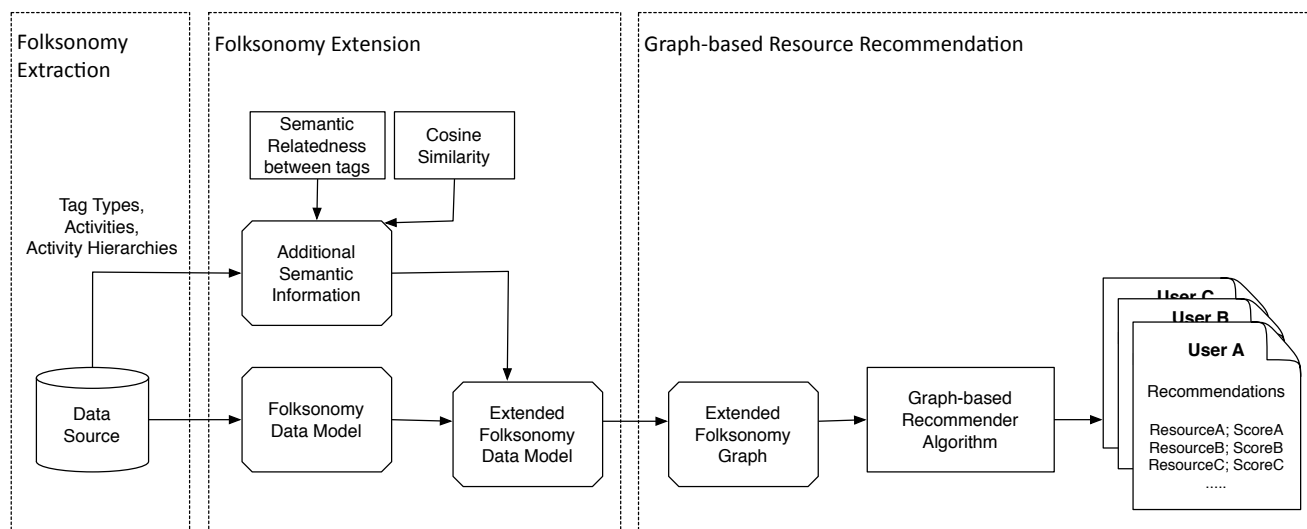 Folksonomy
Extraction
Folksonomy Extension
Graph-based Resource Recommendation
Semantic
Relatedness
between tags
Cosine
Similarity
Tag Types,
Activities,
Activity Hierarchies
Additional
Semantic
Information
Data
Source
Folksonomy
Data Model
Extended
Folksonomy
Data Model
Extended
Folksonomy
Graph
Graph-based
Recommender
Algorithm
User C
User B
User A
Recommendations
ResourceA; ScoreA
ResourceB; ScoreB
ResourceC; ScoreC
.....